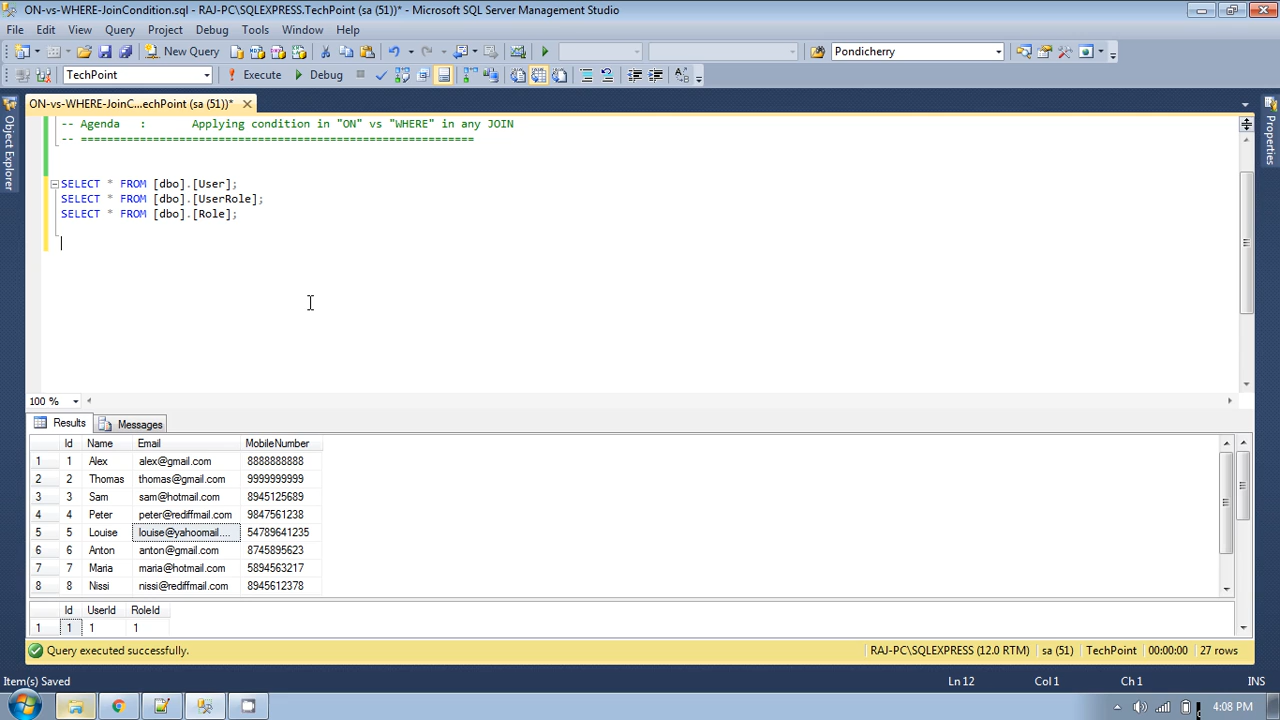 ON-vs-WHERE-JoinCondition.sql - RAJ-PC\SQLEXPRESS.TechPoint (sa (51))* - Microsoft SQL Server Management Studio
File Edit View Query Project Debug Tools Window Help
New Query Pondicherry
TechPoint Execute Debug
ON-vs-WHERE-JoinC...echPoint (sa (51))*
Object Explorer
Properties
-- Agenda : Applying condition in "ON" vs "WHERE" in any JOIN
-- ============================================================
SELECT * FROM [dbo].[User];
SELECT * FROM [dbo].[UserRole];
SELECT * FROM [dbo].[Role];
100 %
Results Messages
Id Name Email MobileNumber
1 1 Alex alex@gmail.com 8888888888
2 2 Thomas thomas@gmail.com 9999999999
3 3 Sam sam@hotmail.com 8945125689
4 4 Peter peter@rediffmail.com 9847561238
5 5 Louise louise@yahoomail.... 54789641235
6 6 Anton anton@gmail.com 8745895623
7 7 Maria maria@hotmail.com 5894563217
8 8 Nissi nissi@rediffmail.com 8945612378
Id UserId RoleId
1 1 1 1
Query executed successfully. RAJ-PC\SQLEXPRESS (12.0 RTM) sa (51) TechPoint 00:00:00 27 rows
Item(s) Saved Ln 12 Col 1 Ch 1 INS
4:08 PM